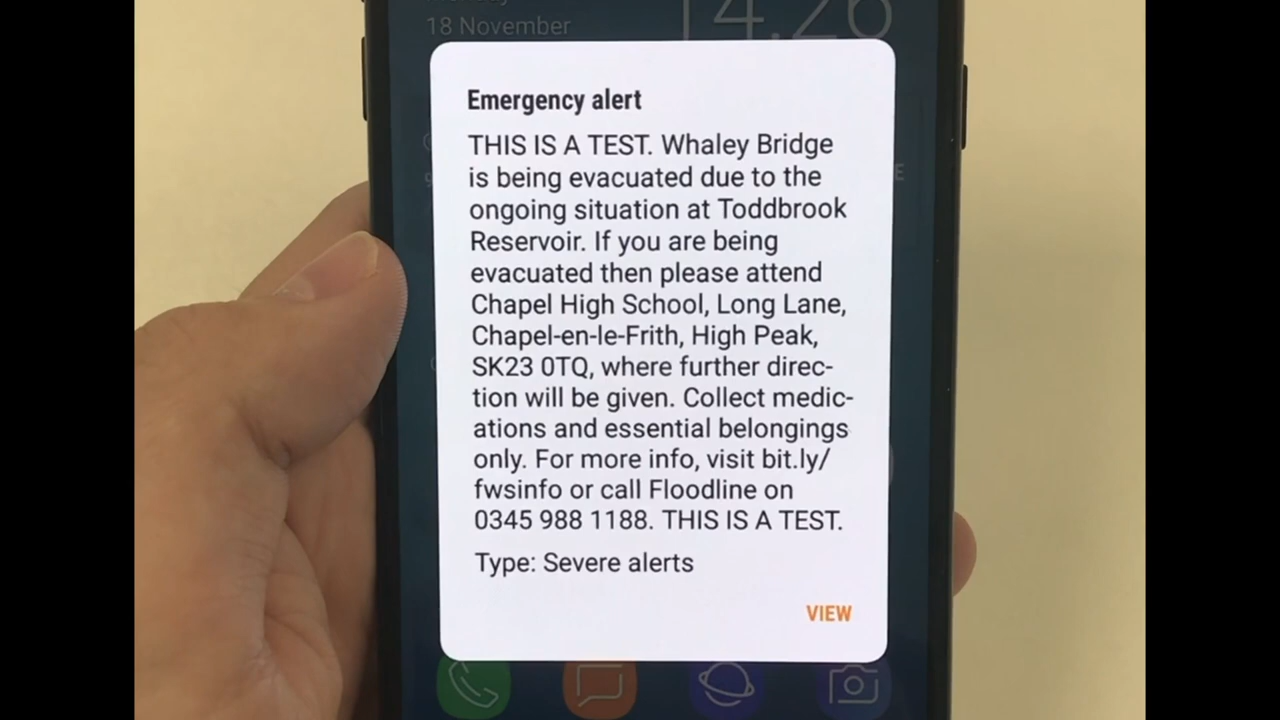 18 November
14:26
Emergency alert
THIS IS A TEST. Whaley Bridge
is being evacuated due to the
ongoing situation at Toddbrook
Reservoir. If you are being
evacuated then please attend
Chapel High School, Long Lane,
Chapel-en-le-Frith, High Peak,
SK23 0TQ, where further direc-
tion will be given. Collect medic-
ations and essential belongings
only. For more info, visit bit.ly/
fwsinfo or call Floodline on
0345 988 1188. THIS IS A TEST.
Type: Severe alerts
VIEW